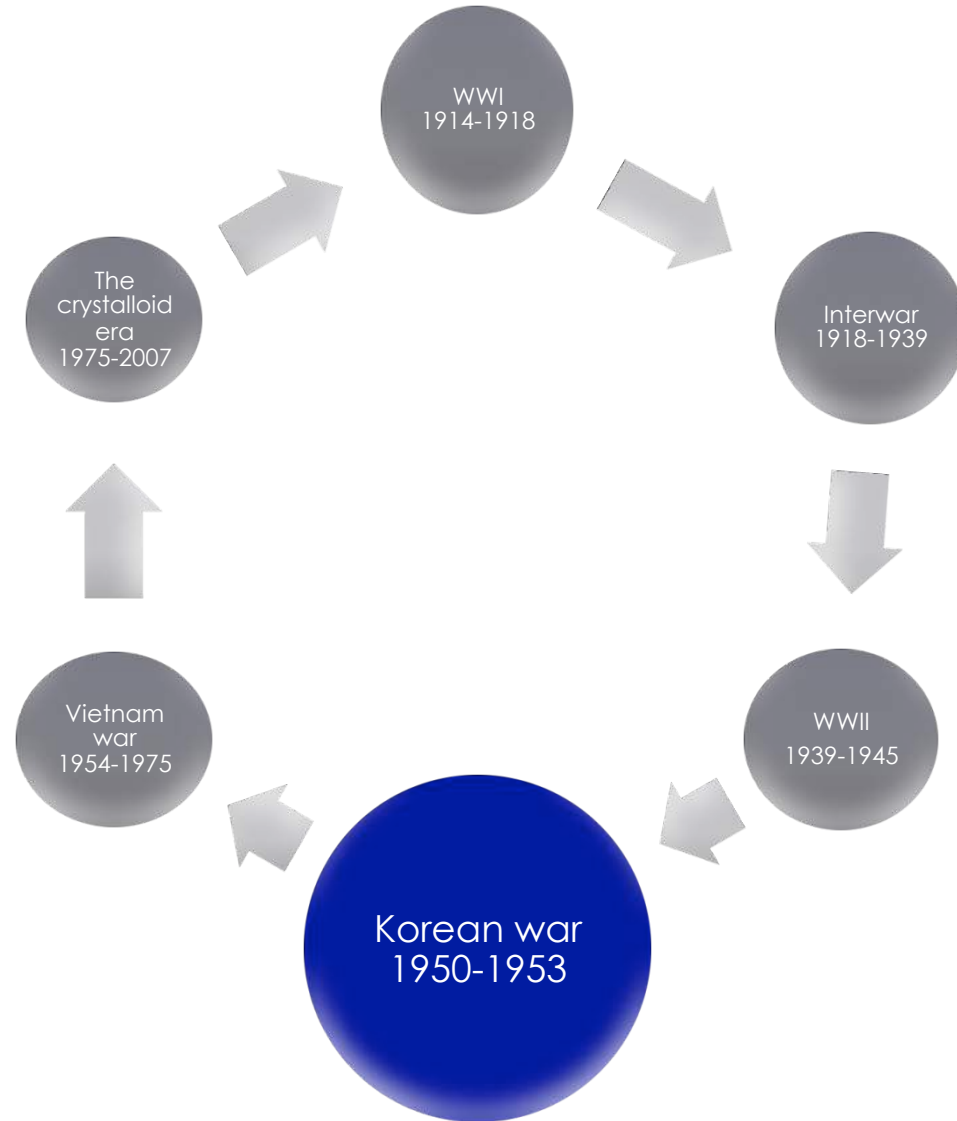 WWI
1914-1918
Interwar
1918-1939
WWII
1939-1945
Korean war
1950-1953
Vietnam
war
1954-1975
The
crystalloid
era
1975-2007